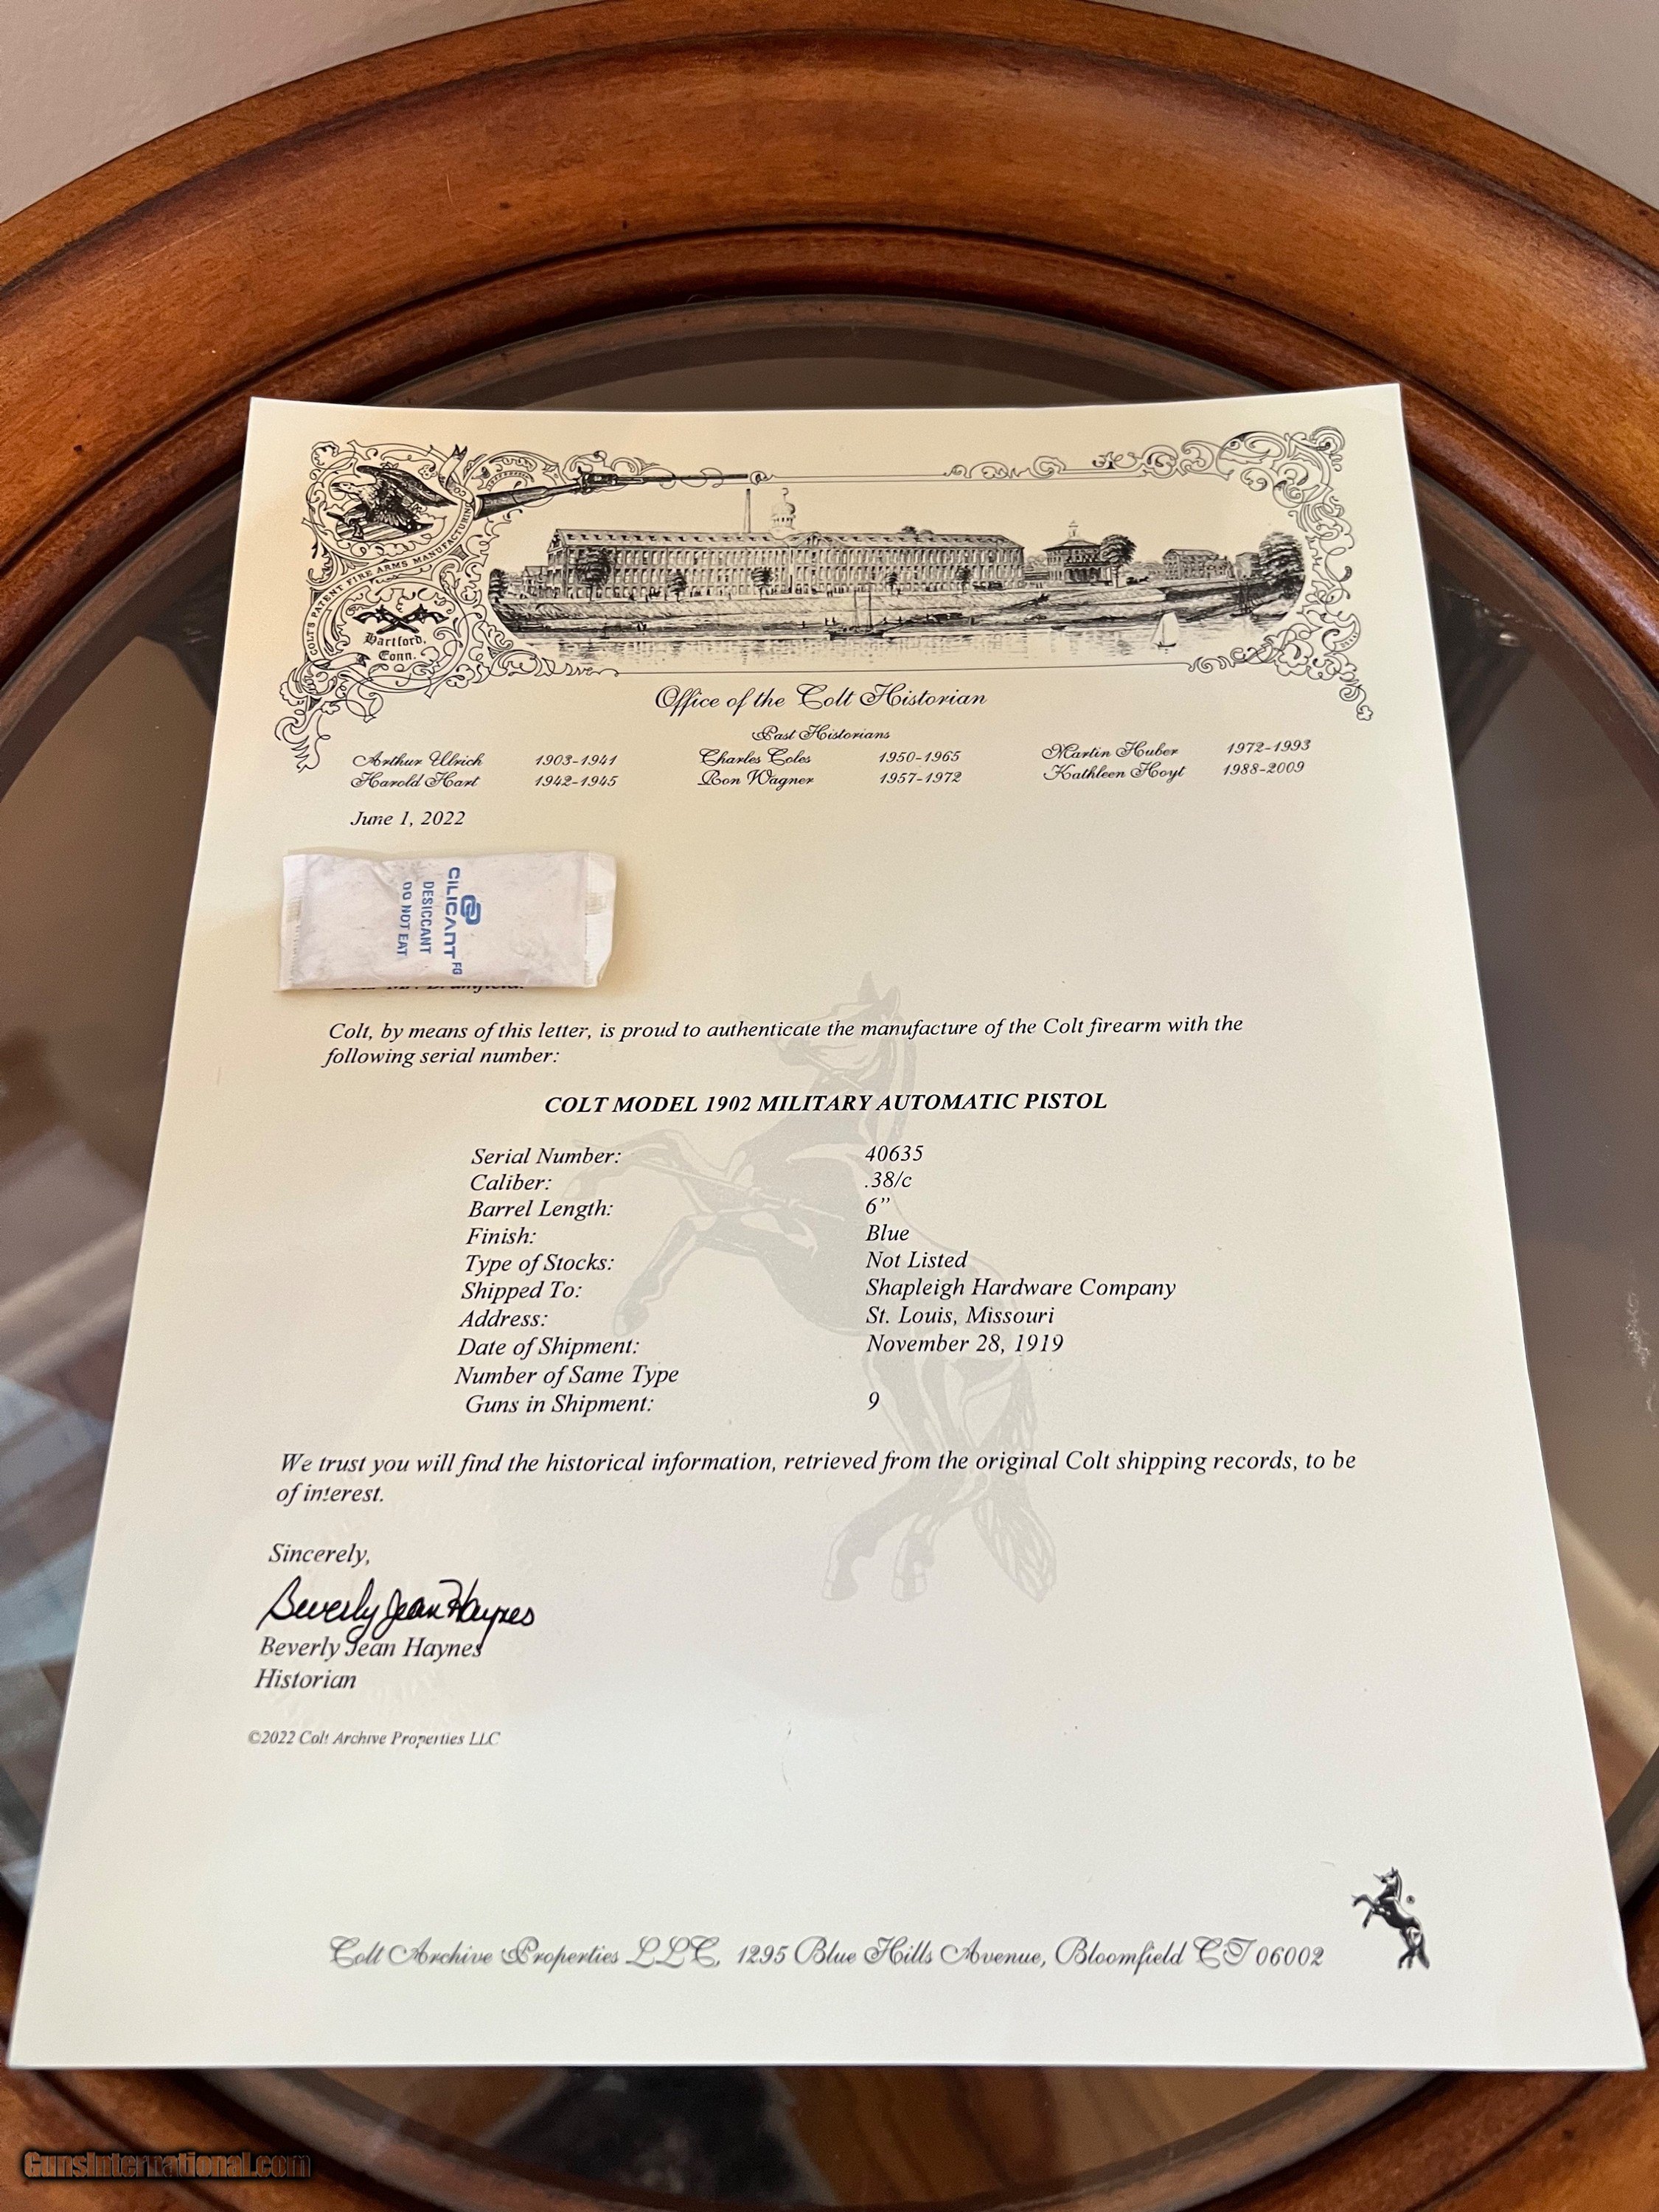 COLT'S PATENT FIRE ARMS MANUFACTURING CO
Hartford,
Conn.
Office of the Colt Historian
Past Historians
Arthur Ulrich 1903-1941 Charles Coles 1950-1965 Martin Huber 1972-1993
Harold Hart 1942-1945 Ron Wagner 1957-1972 Kathleen Hoyt 1988-2009
June 1, 2022
CILICANT FG
DESICCANT
DO NOT EAT
Colt, by means of this letter, is proud to authenticate the manufacture of the Colt firearm with the
following serial number:
COLT MODEL 1902 MILITARY AUTOMATIC PISTOL
Serial Number: 40635
Caliber: .38/c
Barrel Length: 6”
Finish: Blue
Type of Stocks: Not Listed
Shipped To: Shapleigh Hardware Company
Address: St. Louis, Missouri
Date of Shipment: November 28, 1919
Number of Same Type
Guns in Shipment: 9
We trust you will find the historical information, retrieved from the original Colt shipping records, to be
of interest.
Sincerely,
Beverly Jean Haynes
Beverly Jean Haynes
Historian
©2022 Colt Archive Properties LLC
Colt Archive Properties LLC, 1295 Blue Hills Avenue, Bloomfield CT 06002
GunsInternational.com